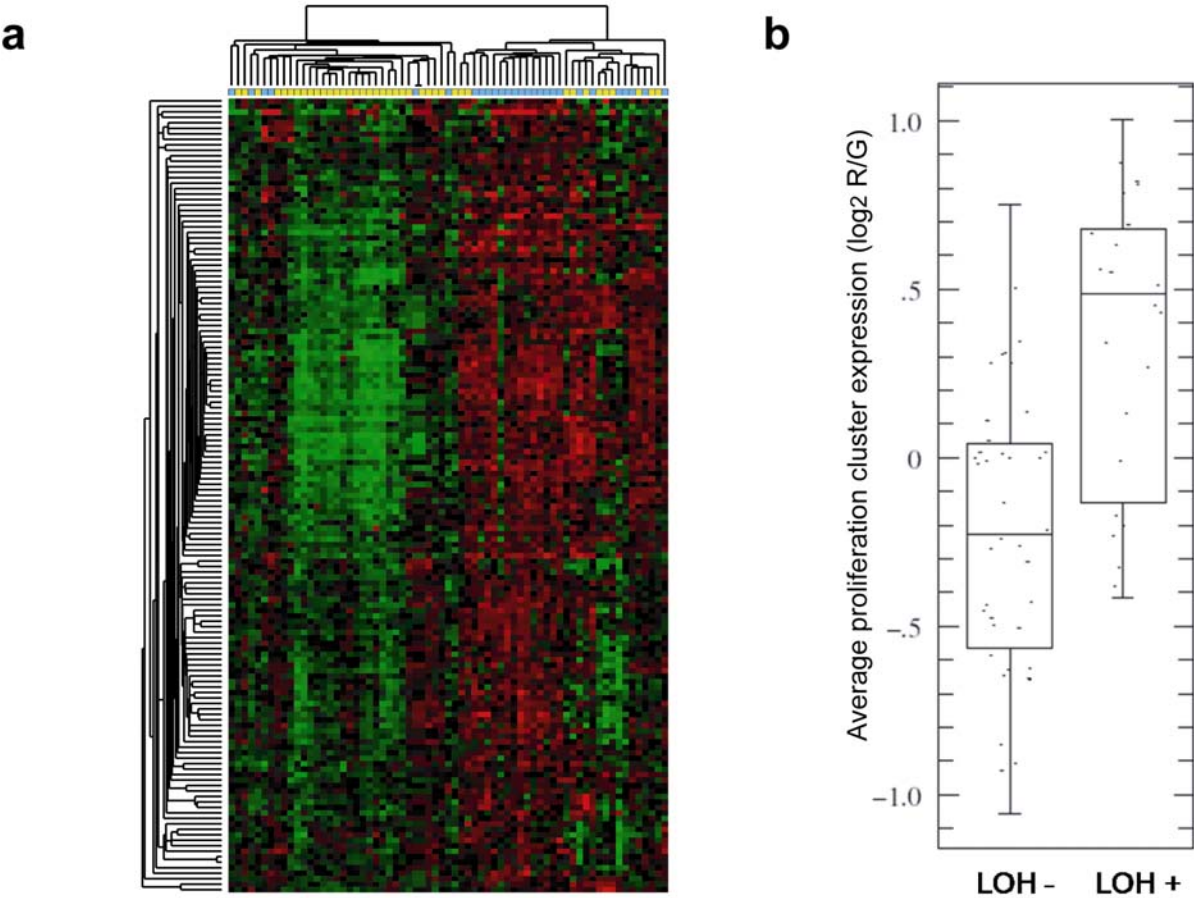 a
b
Average proliferation cluster expression (log2 R/G)
1.0
.5
0
-.5
-1.0
LOH -
LOH +